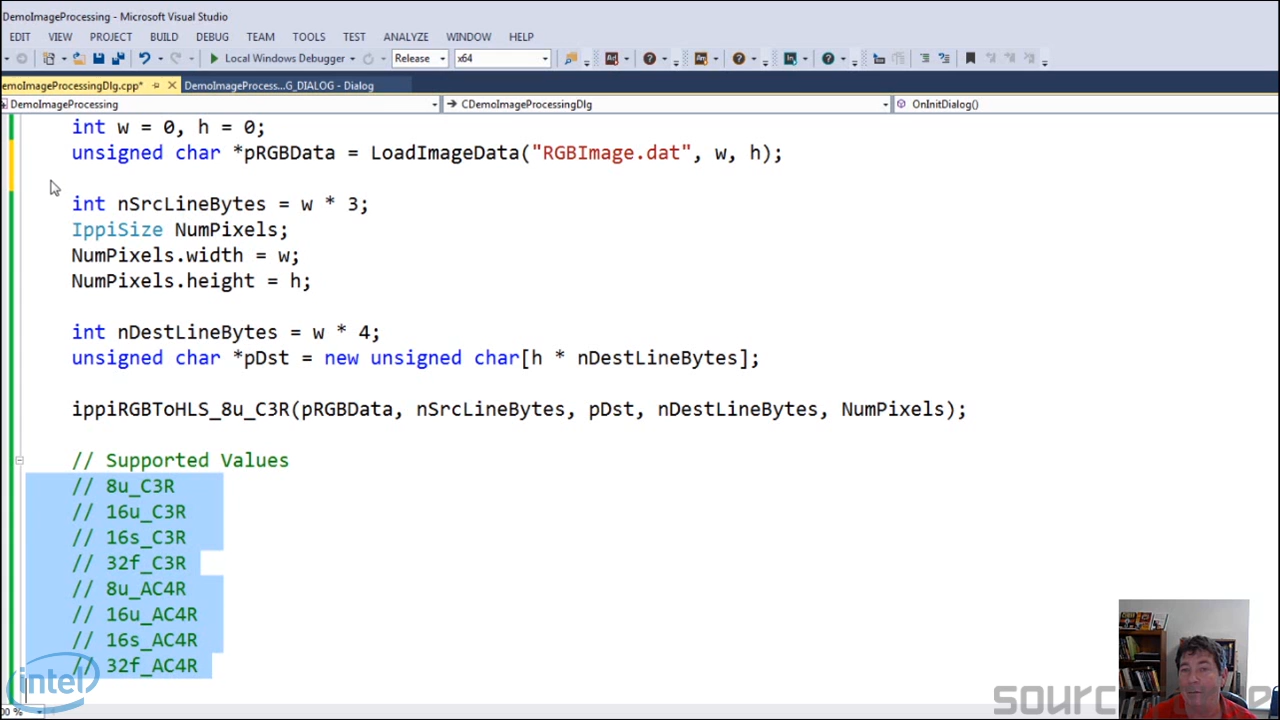 DemoImageProcessing - Microsoft Visual Studio
EDIT VIEW PROJECT BUILD DEBUG TEAM TOOLS TEST ANALYZE WINDOW HELP
Local Windows Debugger Release x64
emoImageProcessingDlg.cpp* DemoImageProcess...G_DIALOG - Dialog
DemoImageProcessing CDemoImageProcessingDlg OnInitDialog()
int w = 0, h = 0;
unsigned char *pRGBData = LoadImageData("RGBImage.dat", w, h);
int nSrcLineBytes = w * 3;
IppiSize NumPixels;
NumPixels.width = w;
NumPixels.height = h;
int nDestLineBytes = w * 4;
unsigned char *pDst = new unsigned char[h * nDestLineBytes];
ippiRGBToHLS_8u_C3R(pRGBData, nSrcLineBytes, pDst, nDestLineBytes, NumPixels);
// Supported Values
// 8u_C3R
// 16u_C3R
// 16s_C3R
// 32f_C3R
// 8u_AC4R
// 16u_AC4R
// 16s_AC4R
// 32f_AC4R
intel
00 %